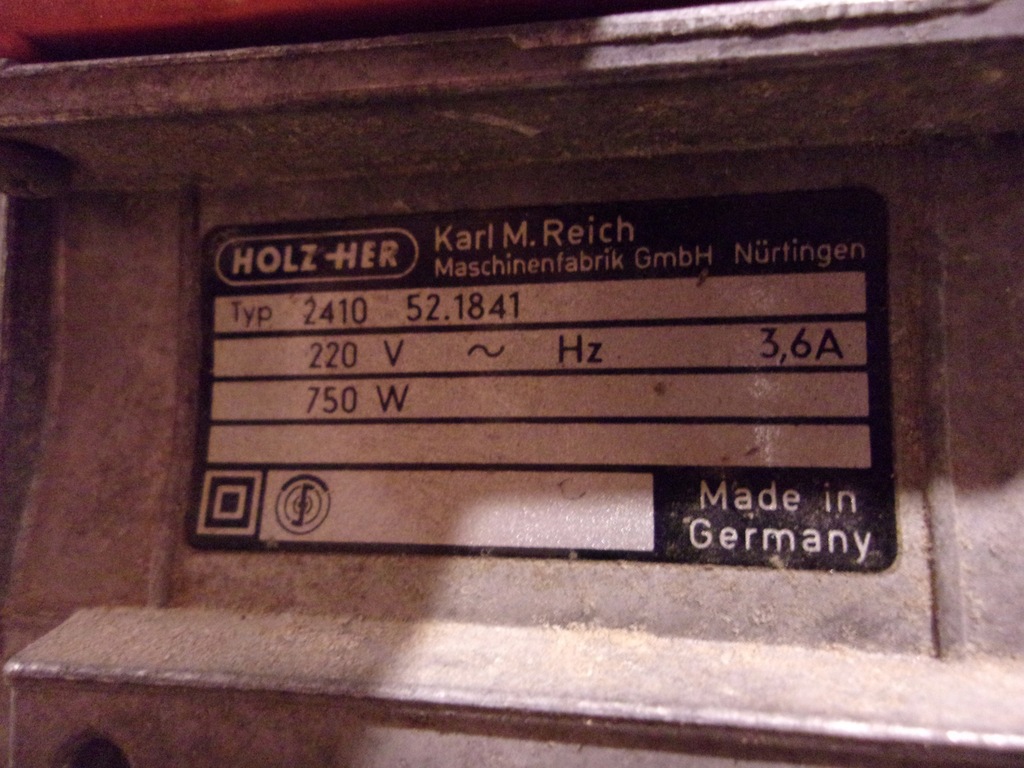 HOLZ-HER Karl M. Reich
Maschinenfabrik GmbH Nürtingen
Typ 2410 52.1841
220 V ~ Hz 3,6A
750 W
Made in
Germany